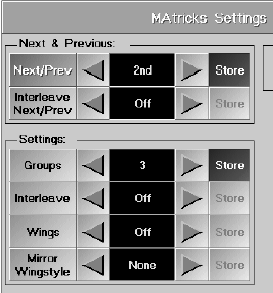 MAtricks Settings
Next & Previous:
Next/Prev 2nd Store
Interleave Next/Prev Off Store
Settings:
Groups 3 Store
Interleave Off Store
Wings Off Store
Mirror Wingstyle None Store